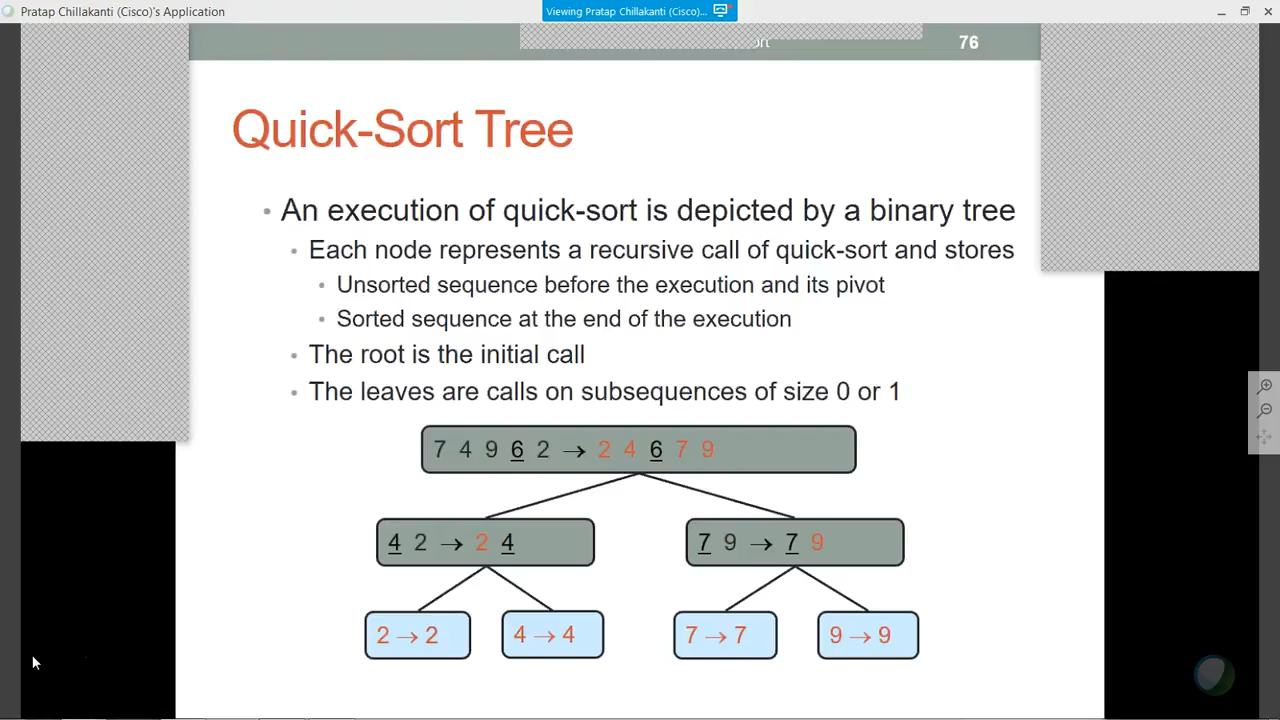 Pratap Chillakanti (Cisco)'s Application
Viewing Pratap Chillakanti (Cisco)...
76
Quick-Sort Tree
• An execution of quick-sort is depicted by a binary tree
• Each node represents a recursive call of quick-sort and stores
• Unsorted sequence before the execution and its pivot
• Sorted sequence at the end of the execution
• The root is the initial call
• The leaves are calls on subsequences of size 0 or 1
7 4 9 6 2 → 2 4 6 7 9
4 2 → 2 4
7 9 → 7 9
2 → 2
4 → 4
7 → 7
9 → 9